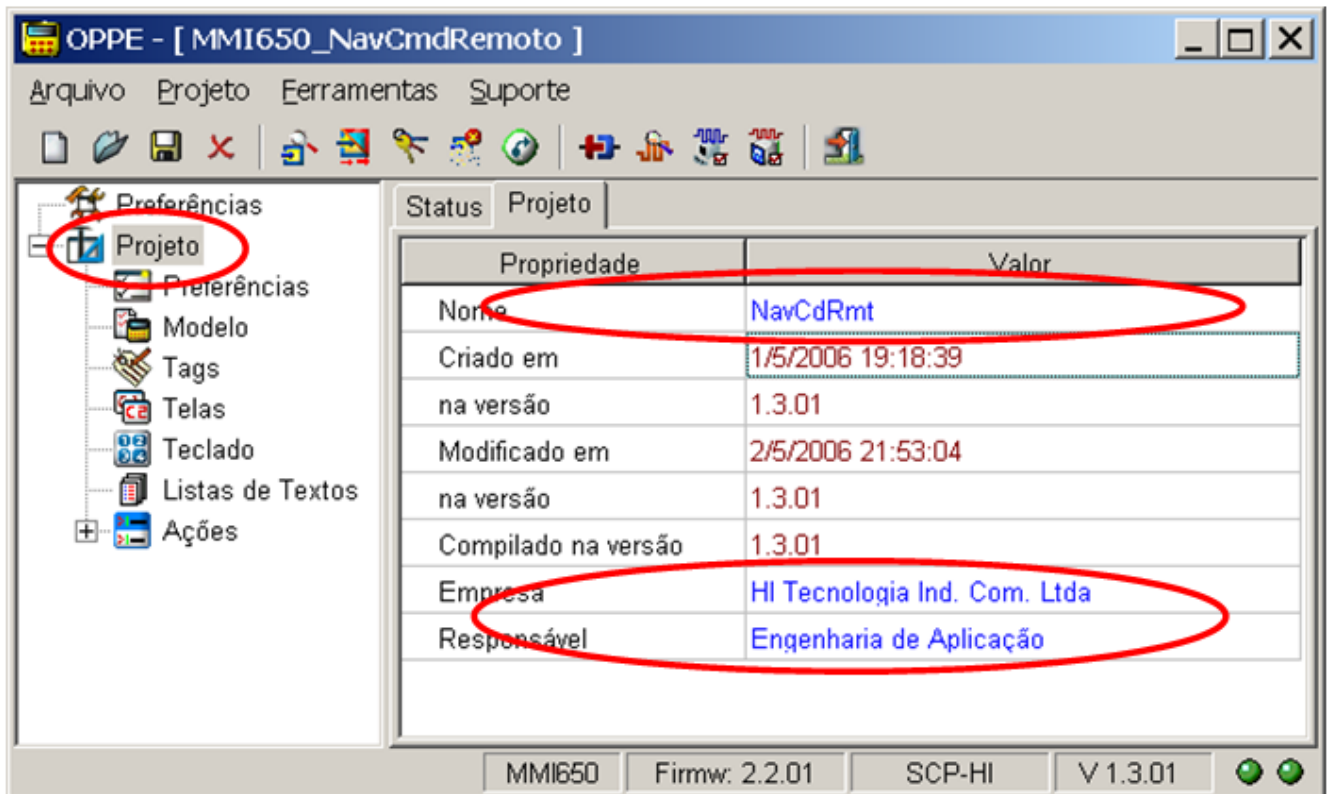 OPPE - [ MMI650_NavCmdRemoto ]
Arquivo Projeto Ferramentas Suporte
Preferências
Projeto
Preferências
Modelo
Tags
Telas
Teclado
Listas de Textos
Ações
Status Projeto
Propriedade Valor
Nome NavCdRmt
Criado em 1/5/2006 19:18:39
na versão 1.3.01
Modificado em 2/5/2006 21:53:04
na versão 1.3.01
Compilado na versão 1.3.01
Empresa HI Tecnologia Ind. Com. Ltda
Responsável Engenharia de Aplicação
MMI650 Firmw: 2.2.01 SCP-HI V 1.3.01